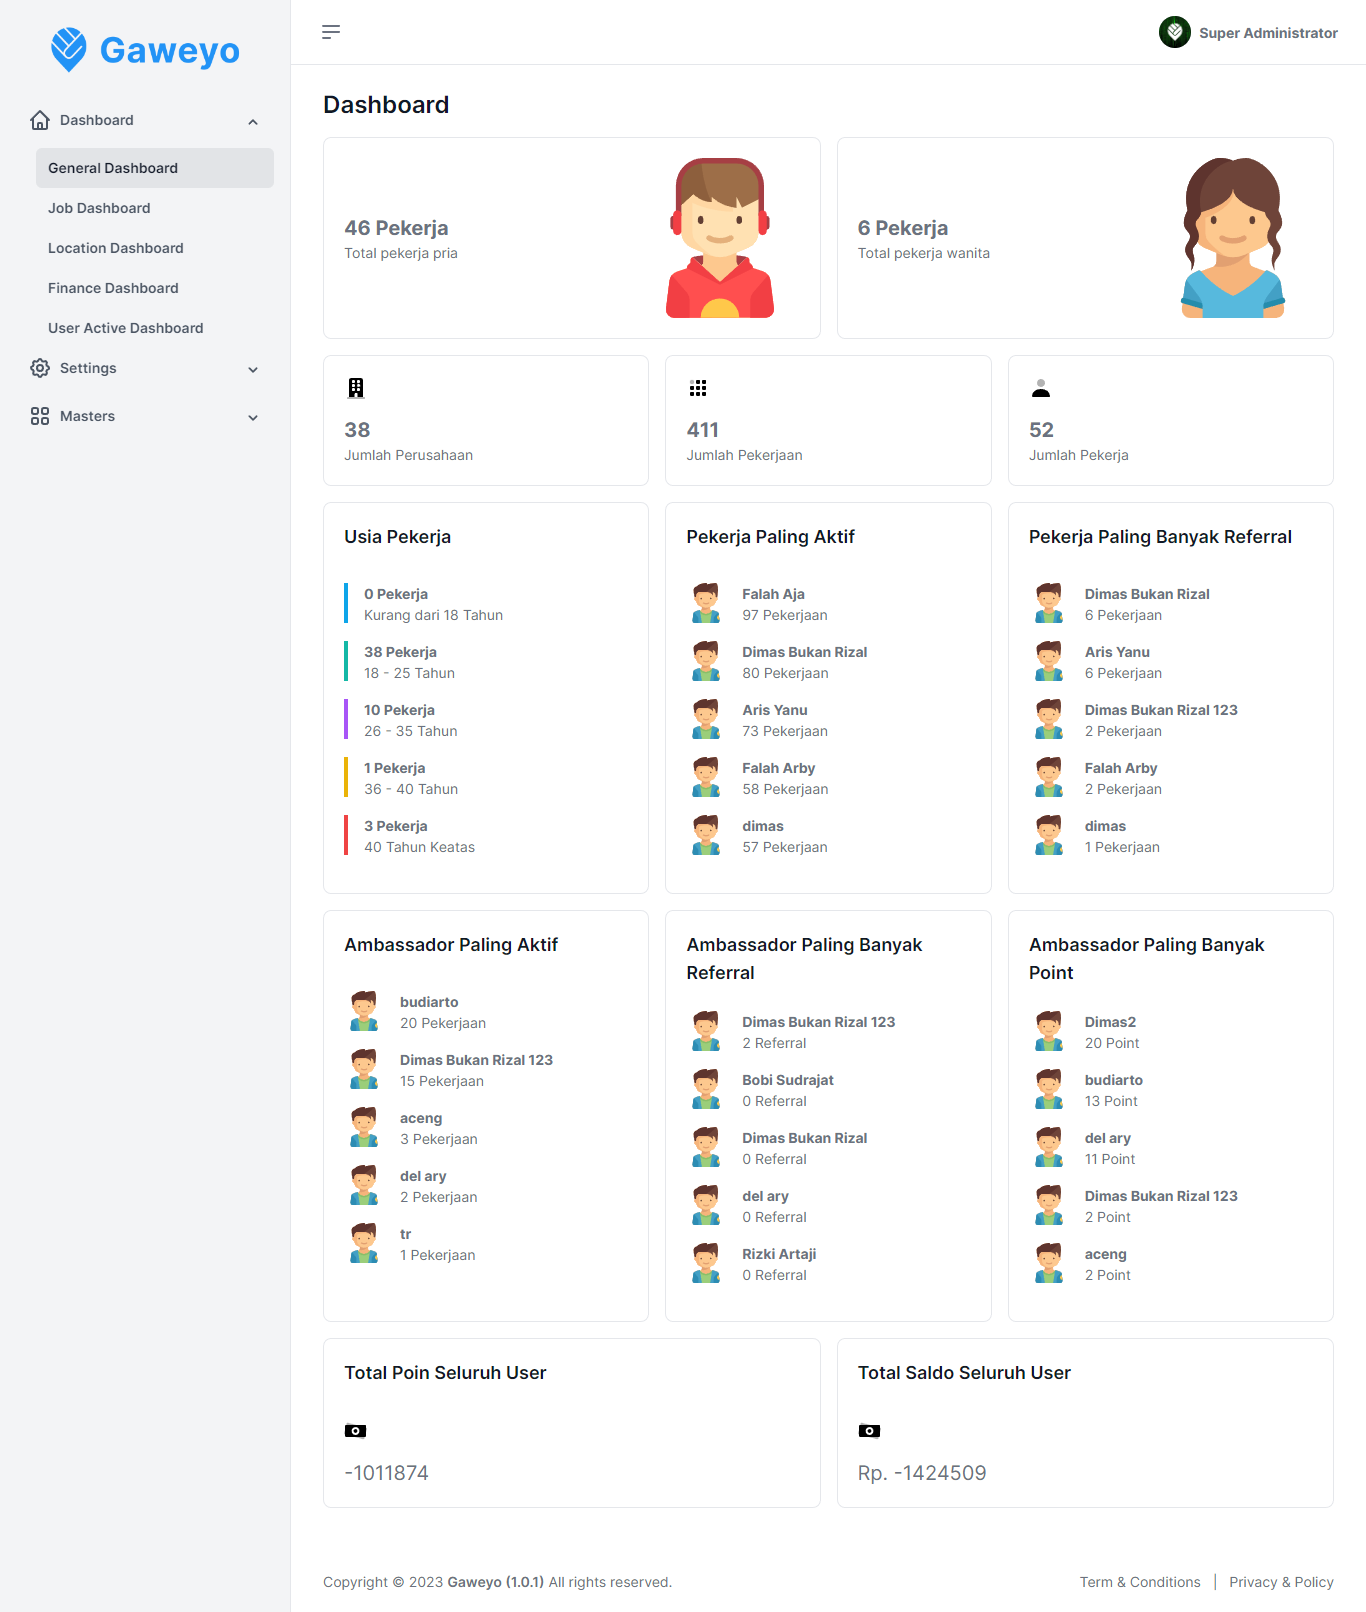 Gaweyo
Dashboard
General Dashboard
Job Dashboard
Location Dashboard
Finance Dashboard
User Active Dashboard
Settings
Masters
Super Administrator
Dashboard
46 Pekerja
Total pekerja pria
6 Pekerja
Total pekerja wanita
38
Jumlah Perusahaan
411
Jumlah Pekerjaan
52
Jumlah Pekerja
Usia Pekerja
0 Pekerja
Kurang dari 18 Tahun
38 Pekerja
18 - 25 Tahun
10 Pekerja
26 - 35 Tahun
1 Pekerja
36 - 40 Tahun
3 Pekerja
40 Tahun Keatas
Pekerja Paling Aktif
Falah Aja
97 Pekerjaan
Dimas Bukan Rizal
80 Pekerjaan
Aris Yanu
73 Pekerjaan
Falah Arby
58 Pekerjaan
dimas
57 Pekerjaan
Pekerja Paling Banyak Referral
Dimas Bukan Rizal
6 Pekerjaan
Aris Yanu
6 Pekerjaan
Dimas Bukan Rizal 123
2 Pekerjaan
Falah Arby
2 Pekerjaan
dimas
1 Pekerjaan
Ambassador Paling Aktif
budiarto
20 Pekerjaan
Dimas Bukan Rizal 123
15 Pekerjaan
aceng
3 Pekerjaan
del ary
2 Pekerjaan
tr
1 Pekerjaan
Ambassador Paling Banyak
Referral
Dimas Bukan Rizal 123
2 Referral
Bobi Sudrajat
0 Referral
Dimas Bukan Rizal
0 Referral
del ary
0 Referral
Rizki Artaji
0 Referral
Ambassador Paling Banyak
Point
Dimas2
20 Point
budiarto
13 Point
del ary
11 Point
Dimas Bukan Rizal 123
2 Point
aceng
2 Point
Total Poin Seluruh User
-1011874
Total Saldo Seluruh User
Rp. -1424509
Copyright © 2023 Gaweyo (1.0.1) All rights reserved.
Term & Conditions | Privacy & Policy